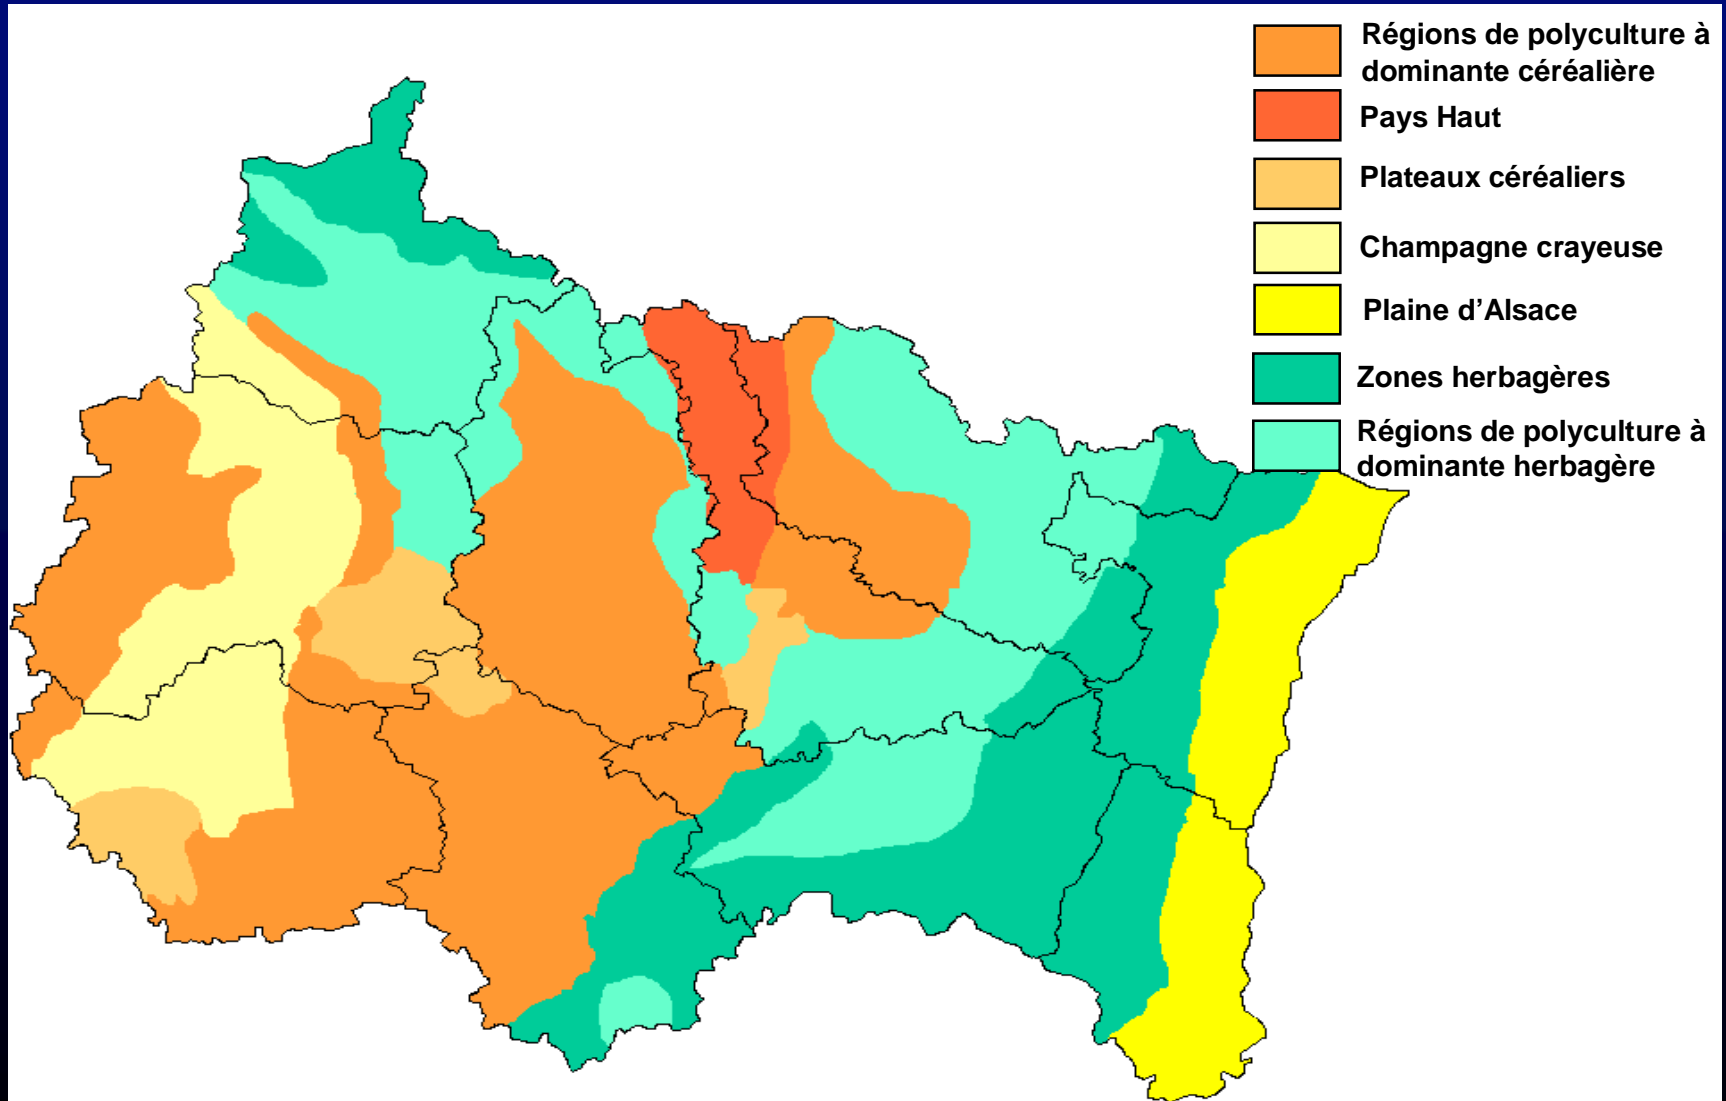 Régions de polyculture à
dominante céréalière
Pays Haut
Plateaux céréaliers
Champagne crayeuse
Plaine d’Alsace
Zones herbagères
Régions de polyculture à
dominante herbagère